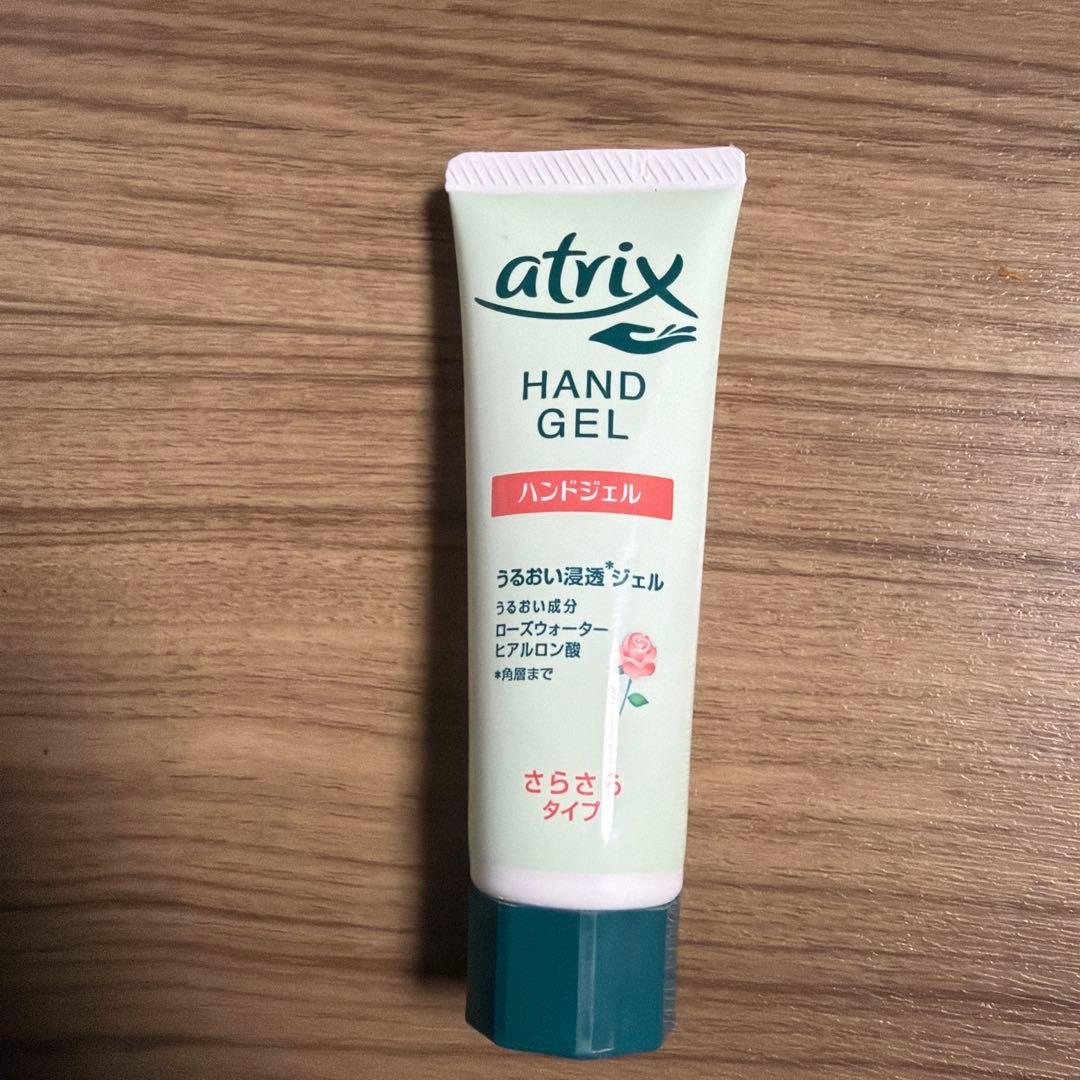 atrix
HAND
GEL
ハンドジェル
うるおい浸透*ジェル
うるおい成分
ローズウォーター
ヒアルロン酸
*角層まで
さらさら
タイプ